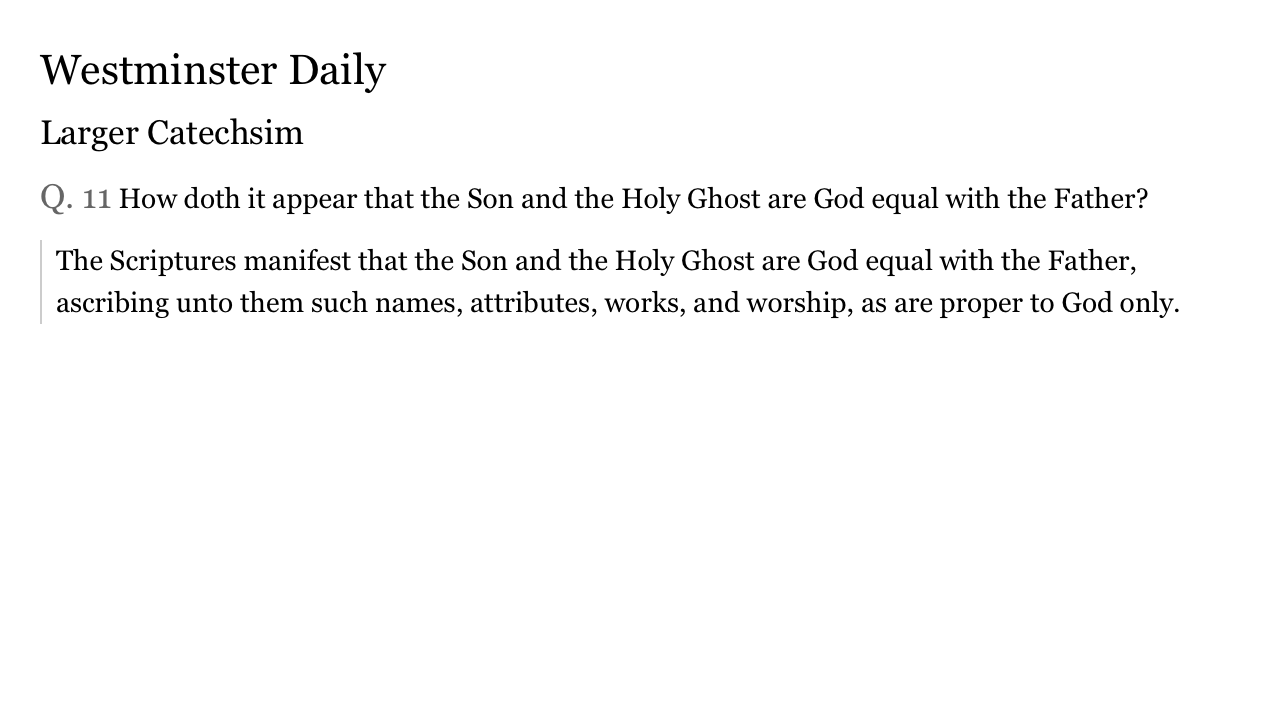 Westminster Daily
Larger Catechsim
Q. 11 How doth it appear that the Son and the Holy Ghost are God equal with the Father?
The Scriptures manifest that the Son and the Holy Ghost are God equal with the Father,
ascribing unto them such names, attributes, works, and worship, as are proper to God only.